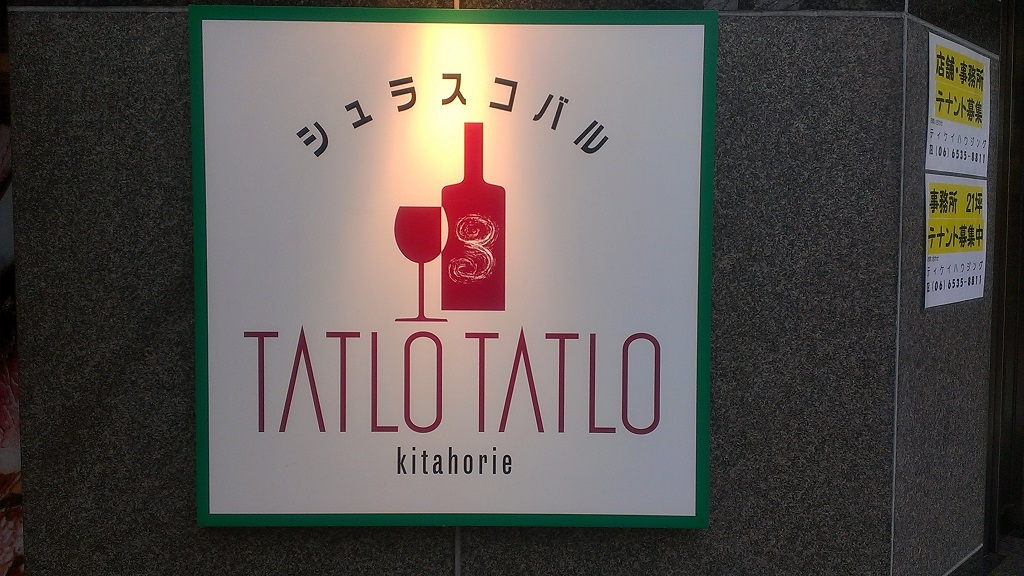 シュラスコバル
3
TATLO TATLO
kitahorie
店舗・事務所
テナント募集
ティケイハウジング
(06)6535-8811
事務所 21坪
テナント募集中
ティケイハウジング
(06)6535-8811